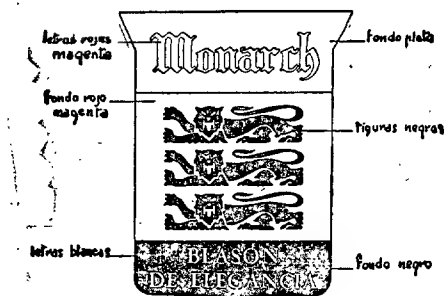 letras rojas
magenta
Monarch
Fondo plata
Fondo rojo
magenta
Figuras negras
letras blancas
BLASON
DE ELEGANCIA
Fondo negro